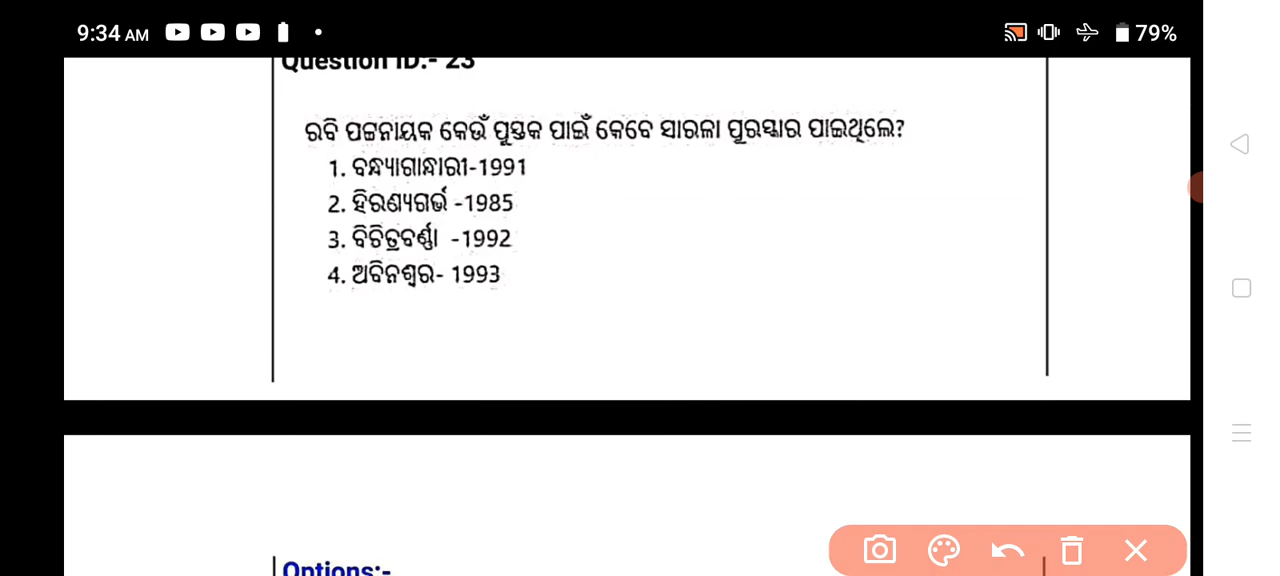 9:34 AM
79%
Question ID:- 23
ରବି ପଟ୍ଟନାୟକ କେଉଁ ପୁସ୍ତକ ପାଇଁ କେବେ ସାରଳା ପୁରସ୍କାର ପାଇଥିଲେ?
1. ବନ୍ଧ୍ୟାଗାନ୍ଧାରୀ-1991
2. ହିରଣ୍ୟଗର୍ଭ -1985
3. ବିଚିତ୍ରବର୍ଣ୍ଣା -1992
4. ଅବିନଶ୍ୱର- 1993
Options:-